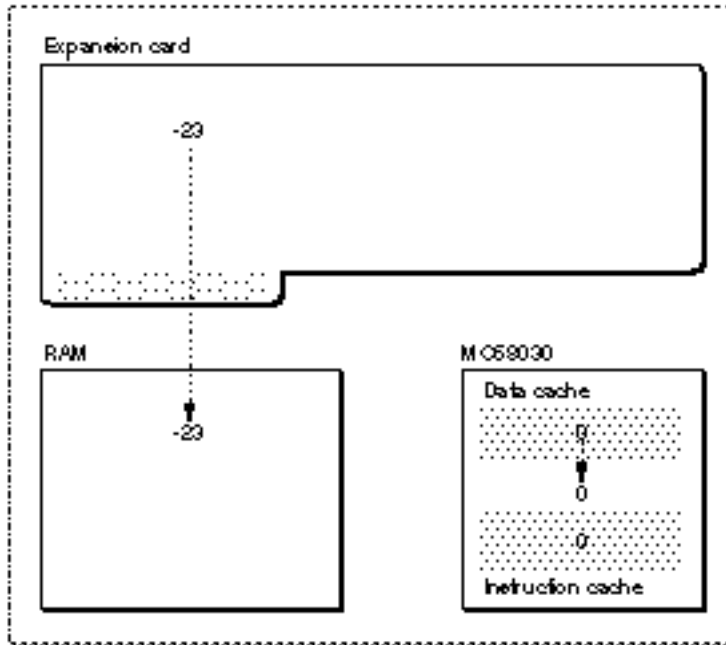 Expansion card
-23
RAM
MC68030
Data cache
-23
0
0
0
Instruction cache